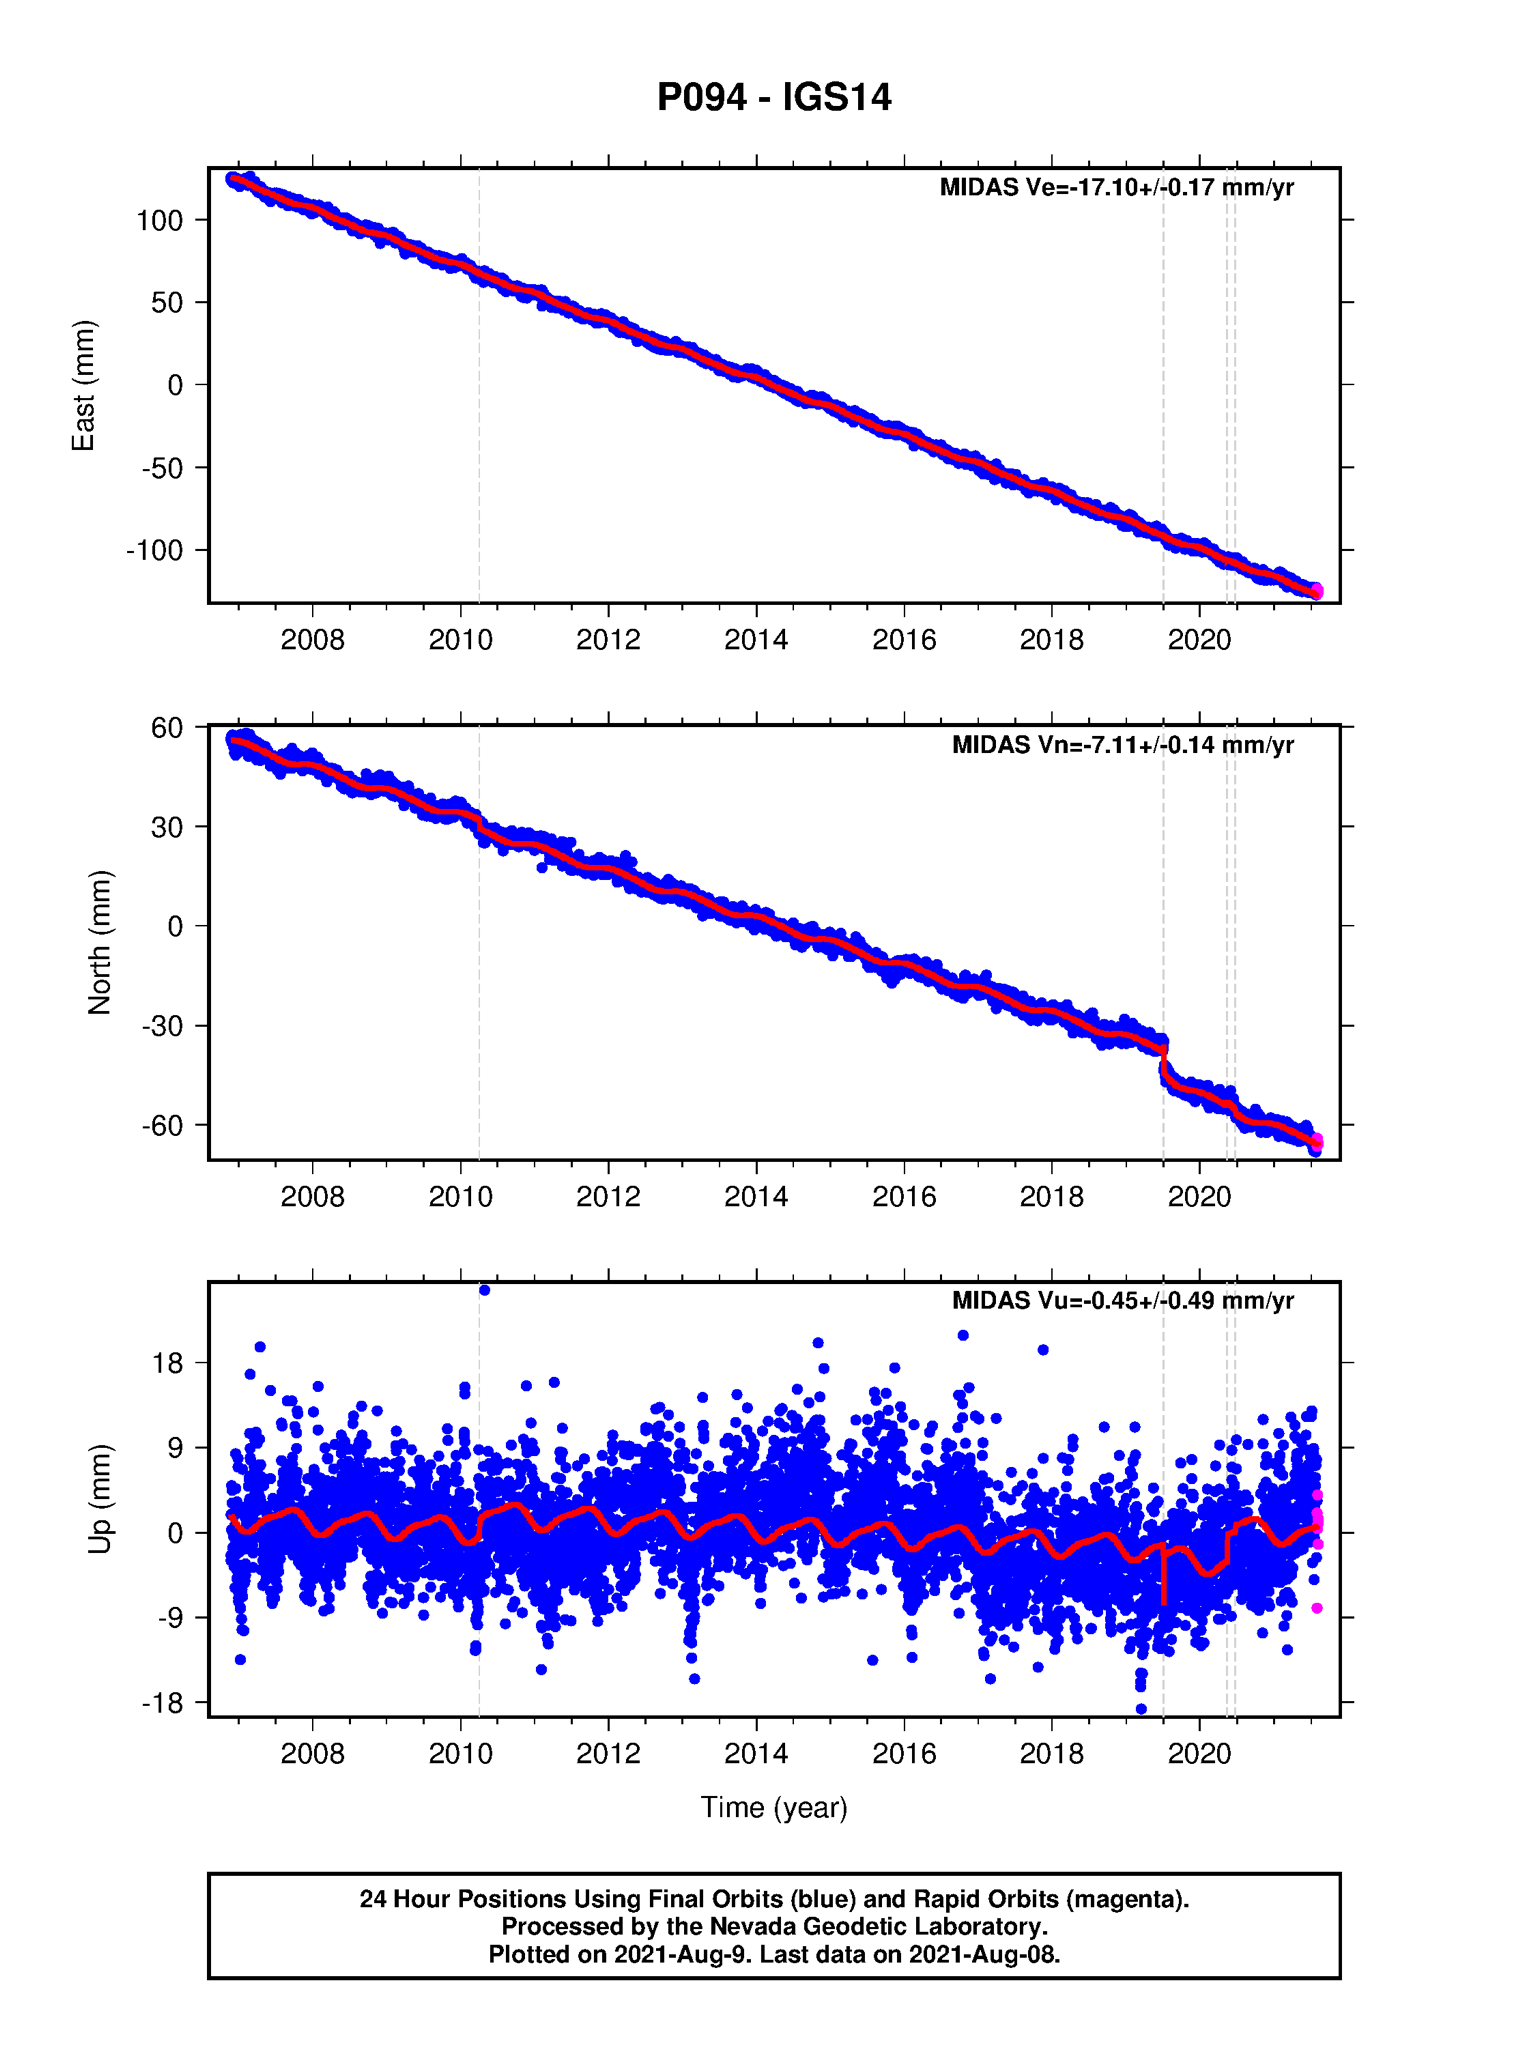 P094 - IGS14
MIDAS Ve=-17.10+/-0.17 mm/yr
East (mm)
100
50
0
-50
-100
2008 2010 2012 2014 2016 2018 2020
MIDAS Vn=-7.11+/-0.14 mm/yr
North (mm)
60
30
0
-30
-60
2008 2010 2012 2014 2016 2018 2020
MIDAS Vu=-0.45+/-0.49 mm/yr
Up (mm)
18
9
0
-9
-18
2008 2010 2012 2014 2016 2018 2020
Time (year)
24 Hour Positions Using Final Orbits (blue) and Rapid Orbits (magenta).
Processed by the Nevada Geodetic Laboratory.
Plotted on 2021-Aug-9. Last data on 2021-Aug-08.